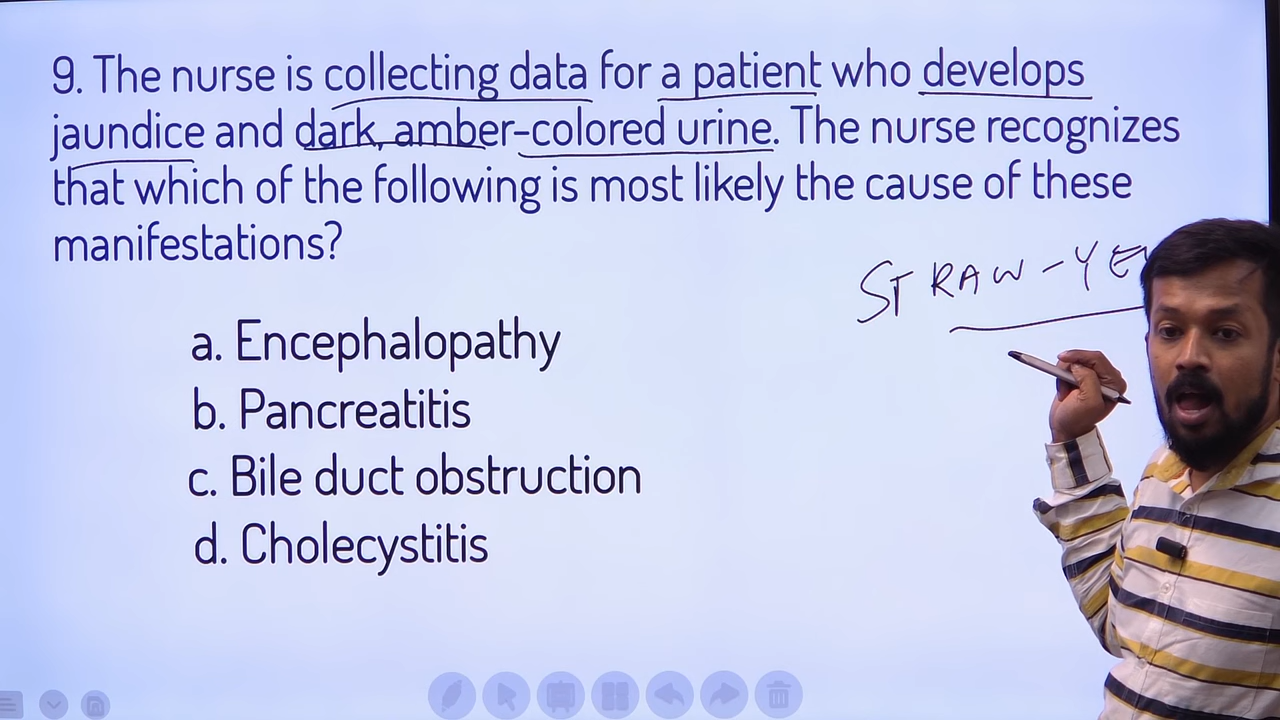 9. The nurse is collecting data for a patient who develops
jaundice and dark, amber-colored urine. The nurse recognizes
that which of the following is most likely the cause of these
manifestations?
STRAW-YE
a. Encephalopathy
b. Pancreatitis
c. Bile duct obstruction
d. Cholecystitis